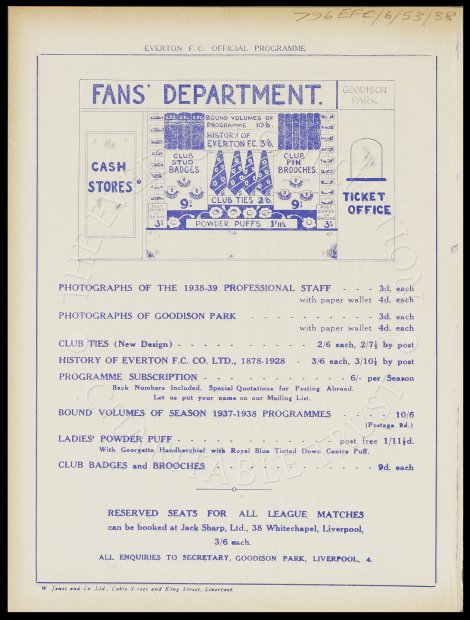 796 EFC/6/53/38
EVERTON F.C. OFFICIAL PROGRAMME
FANS' DEPARTMENT.
GOODISON
PARK
BOUND VOLUMES OF
PROGRAMME 10/6.
HISTORY OF
EVERTON F.C. 3/6.
CLUB
STUD
BADGES
CLUB
PIN
BROOCHES.
CASH
STORES
9D.
9D.
CLUB TIES 2/6
TICKET
OFFICE
3D
POWDER PUFFS 1/11½
POST
CARDS
3D
PHOTOGRAPHS OF THE 1938-39 PROFESSIONAL STAFF - - - 3d. each
with paper wallet 4d. each
PHOTOGRAPHS OF GOODISON PARK - - - - - - - 3d. each
with paper wallet 4d. each
CLUB TIES (New Design) - - - - - - 2/6 each, 2/7½ by post
HISTORY OF EVERTON F.C. CO. LTD., 1878-1928 - 3/6 each, 3/10½ by post
PROGRAMME SUBSCRIPTION - - - - - - - 6/- per Season
Back Numbers Included. Special Quotations for Posting Abroad.
Let us put your name on our Mailing List.
BOUND VOLUMES OF SEASON 1937-1938 PROGRAMMES - - - 10/6
(Postage 9d.)
LADIES' POWDER PUFF - - - - - - - post free 1/11½d.
With Georgette Handkerchief with Royal Blue Tinted Down Centre Puff.
CLUB BADGES and BROOCHES - - - - - - - 9d. each
RESERVED SEATS FOR ALL LEAGUE MATCHES
can be booked at Jack Sharp, Ltd., 38 Whitechapel, Liverpool,
3/6 each.
ALL ENQUIRIES TO SECRETARY, GOODISON PARK, LIVERPOOL, 4.
W. Jones and Co. Ltd., Cable Street and King Street, Liverpool